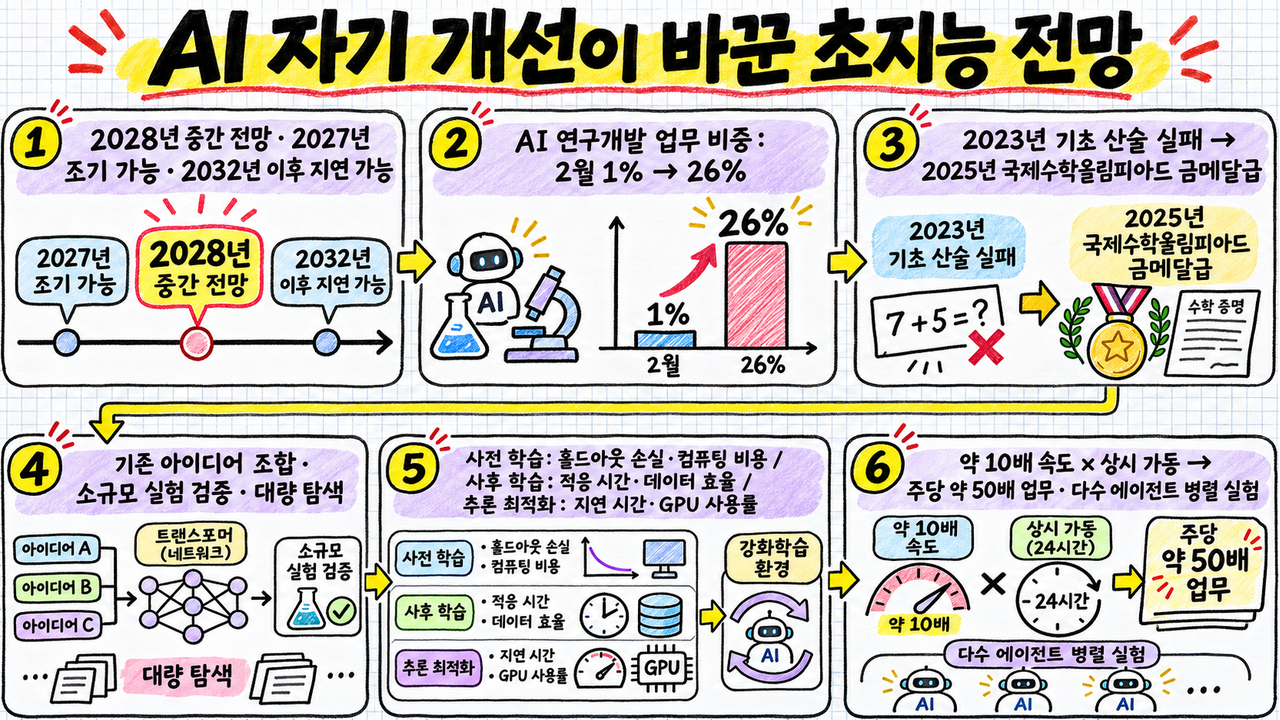 AI 자기 개선이 바꾼 초지능 전망
1
2028년 중간 전망 · 2027년
조기 가능 · 2032년 이후 지연 가능
2027년
조기 가능
2028년
중간 전망
2032년
이후 지연 가능
2
AI 연구개발 업무 비중 :
2월 1% → 26%
AI
1%
26%
2월
26%
3
2023년 기초 산술 실패 →
2025년 국제수학올림피아드 금메달급
2023년
기초 산술 실패
7+5=?
2025년
국제수학올림피아드
금메달급
수학 증명
4
기존 아이디어 조합 ·
소규모 실험 검증 · 대량 탐색
아이디어 A
아이디어 B
아이디어 C
트랜스포머
(네트워크)
소규모
실험 검증
... 대량 탐색 ...
5
사전 학습 : 홀드아웃 손실 · 컴퓨팅 비용 /
사후 학습 : 적응 시간 · 데이터 효율 /
추론 최적화 : 지연 시간 · GPU 사용률
사전 학습
• 홀드아웃 손실
• 컴퓨팅 비용
사후 학습
• 적응 시간
• 데이터 효율
추론 최적화
• 지연 시간
• GPU 사용률
GPU
강화학습
환경
AI
6
약 10배 속도 × 상시 가동 →
주당 약 50배 업무 · 다수 에이전트 병렬 실험
약 10배
속도
약 10배
×
상시 가동
(24시간)
24시간
주당
약 50배
업무
다수 에이전트 병렬 실험
AI
AI
AI
...